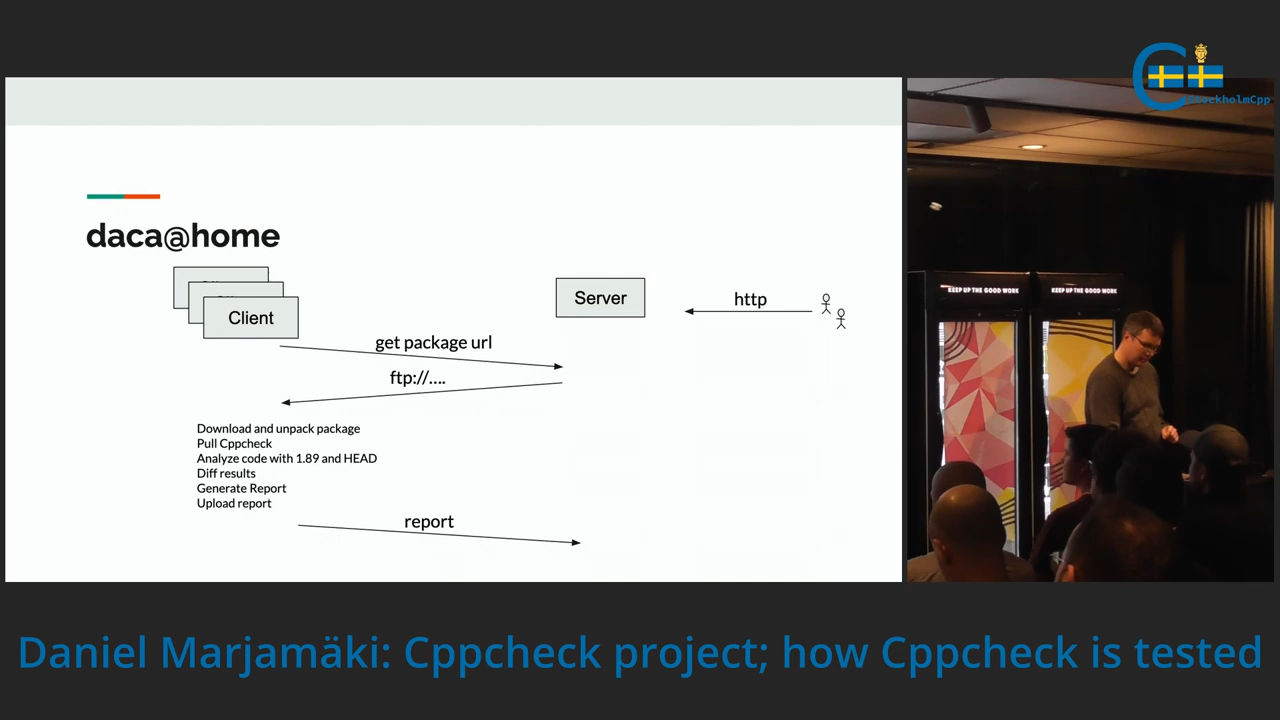 StockholmCpp
daca@home
Client
Server
http
get package url
ftp://....
Download and unpack package
Pull Cppcheck
Analyze code with 1.89 and HEAD
Diff results
Generate Report
Upload report
report
KEEP UP THE GOOD WORK
KEEP UP THE GOOD WORK
Daniel Marjamäki: Cppcheck project; how Cppcheck is tested